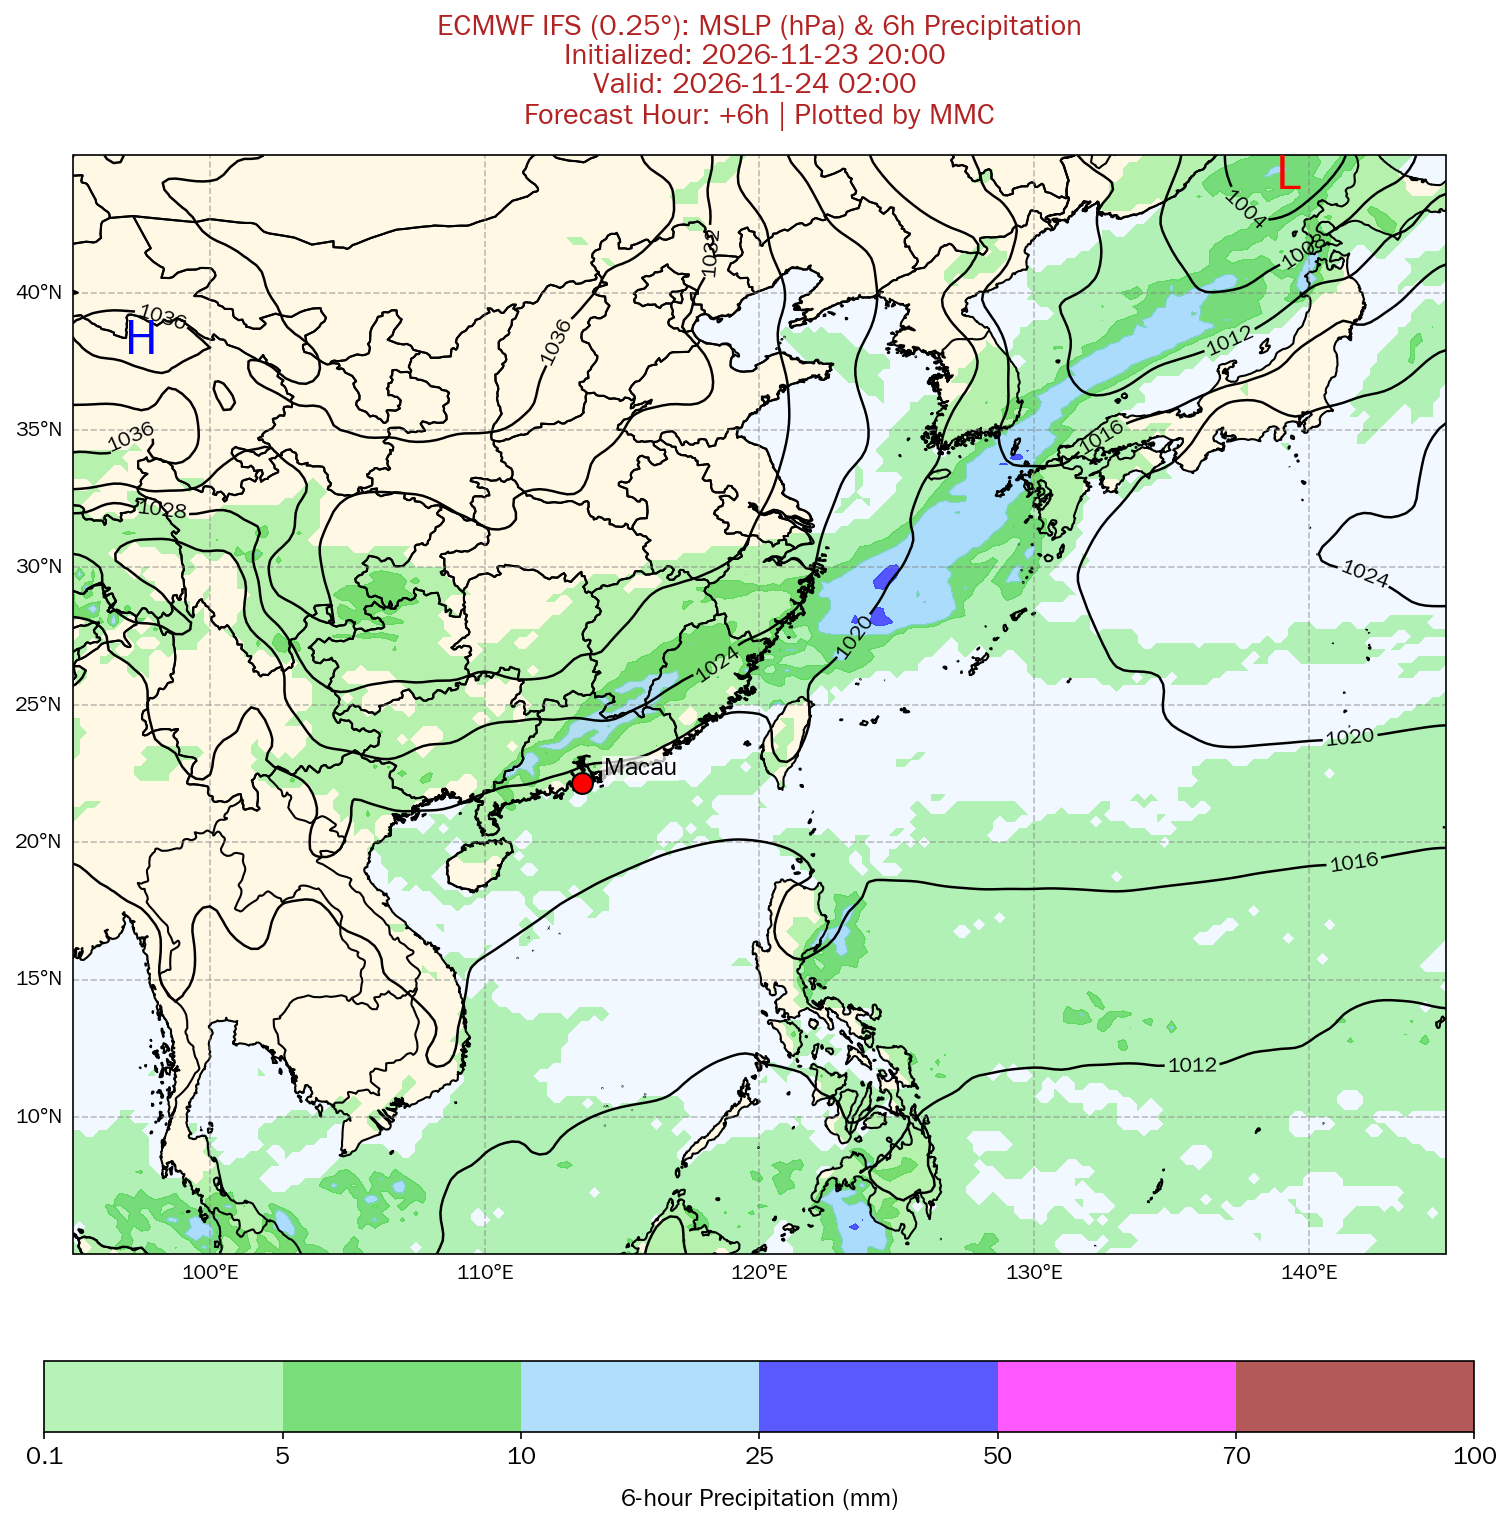 ECMWF IFS (0.25°): MSLP (hPa) & 6h Precipitation
Initialized: 2026-11-23 20:00
Valid: 2026-11-24 02:00
Forecast Hour: +6h | Plotted by MMC
L
1004
1032
1008
40°N
1036
H
1036
1012
35°N
1036
1016
1028
30°N
1024
1020
1024
25°N
1020
Macau
20°N
1016
15°N
1012
10°N
100°E 110°E 120°E 130°E 140°E
0.1 5 10 25 50 70 100
6-hour Precipitation (mm)